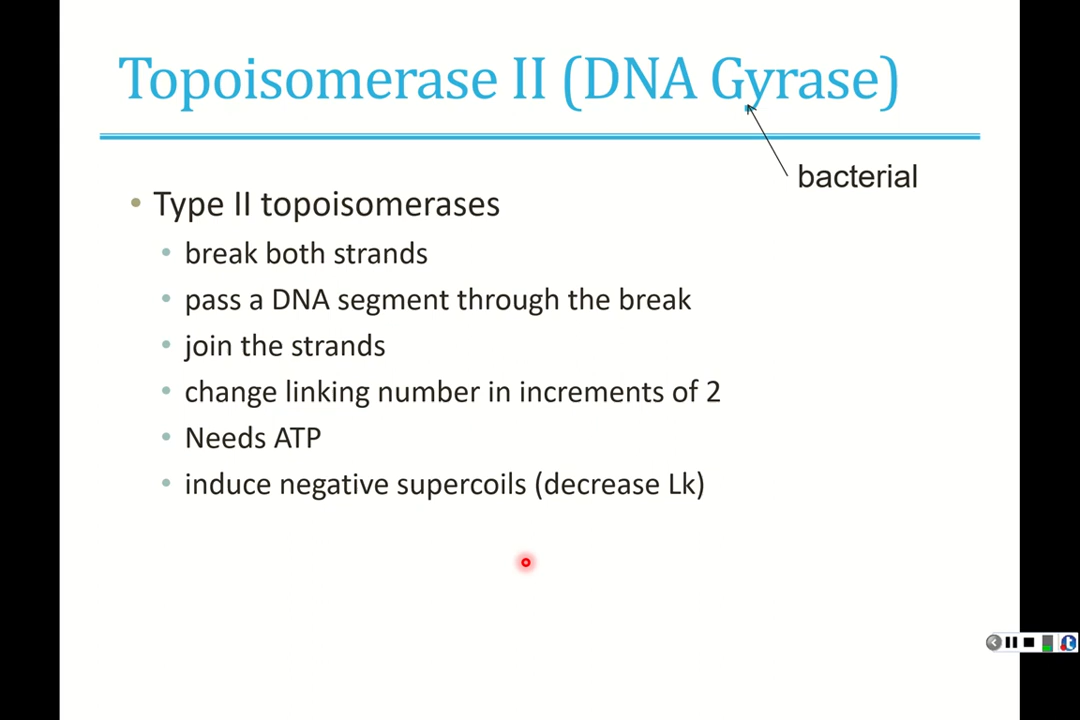 Topoisomerase II (DNA Gyrase)
bacterial
• Type II topoisomerases
• break both strands
• pass a DNA segment through the break
• join the strands
• change linking number in increments of 2
• Needs ATP
• induce negative supercoils (decrease Lk)